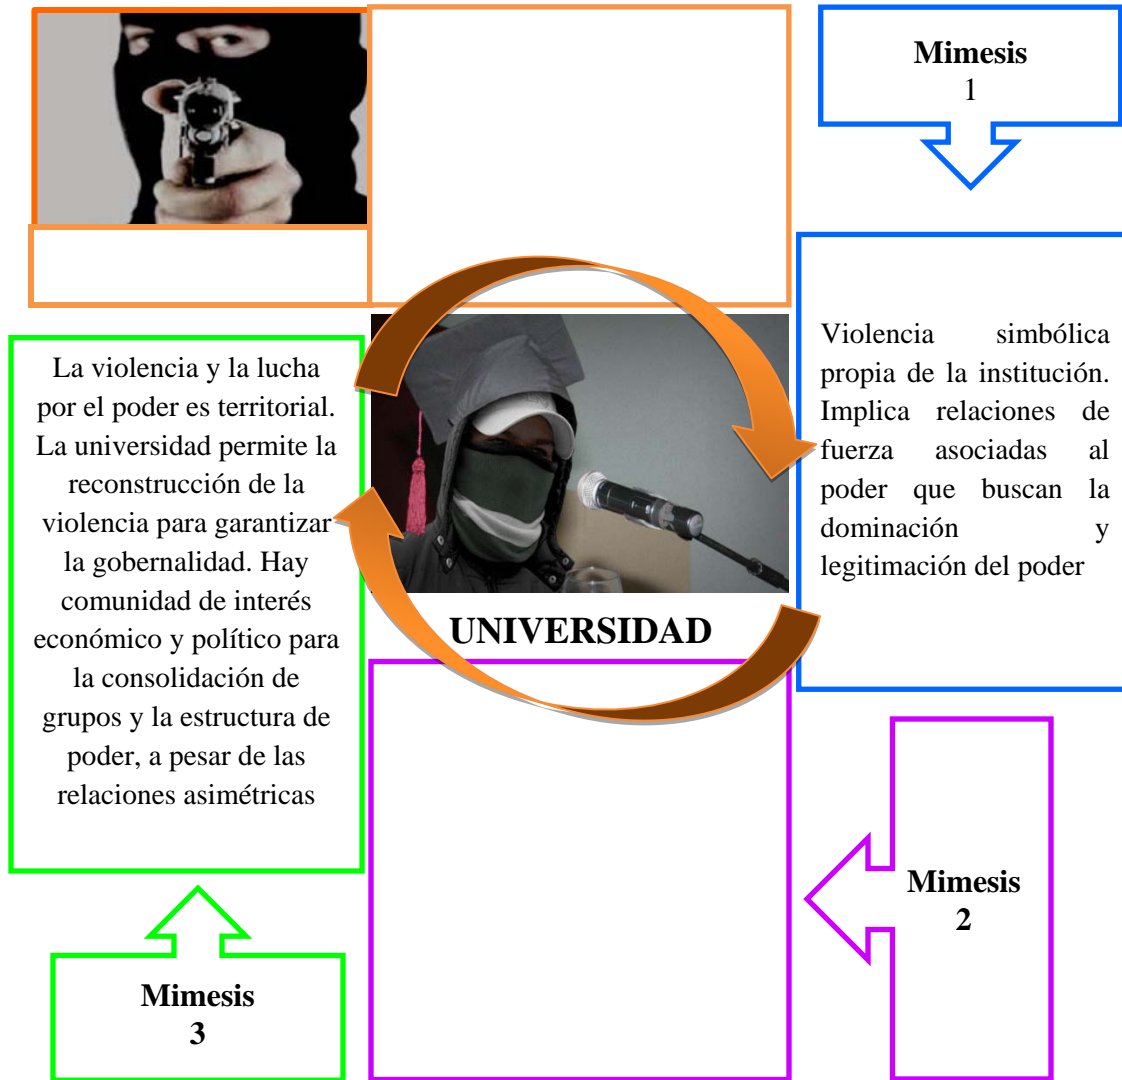 Mimesis
1
Violencia simbólica
propia de la institución.
Implica relaciones de
fuerza asociadas al
poder que buscan la
dominación y
legitimación del poder
La violencia y la lucha
por el poder es territorial.
La universidad permite la
reconstrucción de la
violencia para garantizar
la gobernalidad. Hay
comunidad de interés
económico y político para
la consolidación de
grupos y la estructura de
poder, a pesar de las
relaciones asimétricas
UNIVERSIDAD
Mimesis
2
Mimesis
3